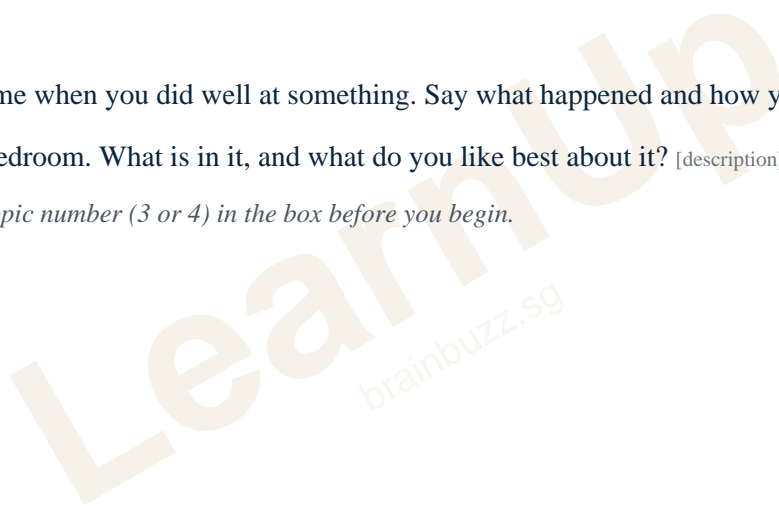 me when you did well at something. Say what happened and how y
edroom. What is in it, and what do you like best about it? [description]
pic number (3 or 4) in the box before you begin.
LearnUp
brainbuzz.sg